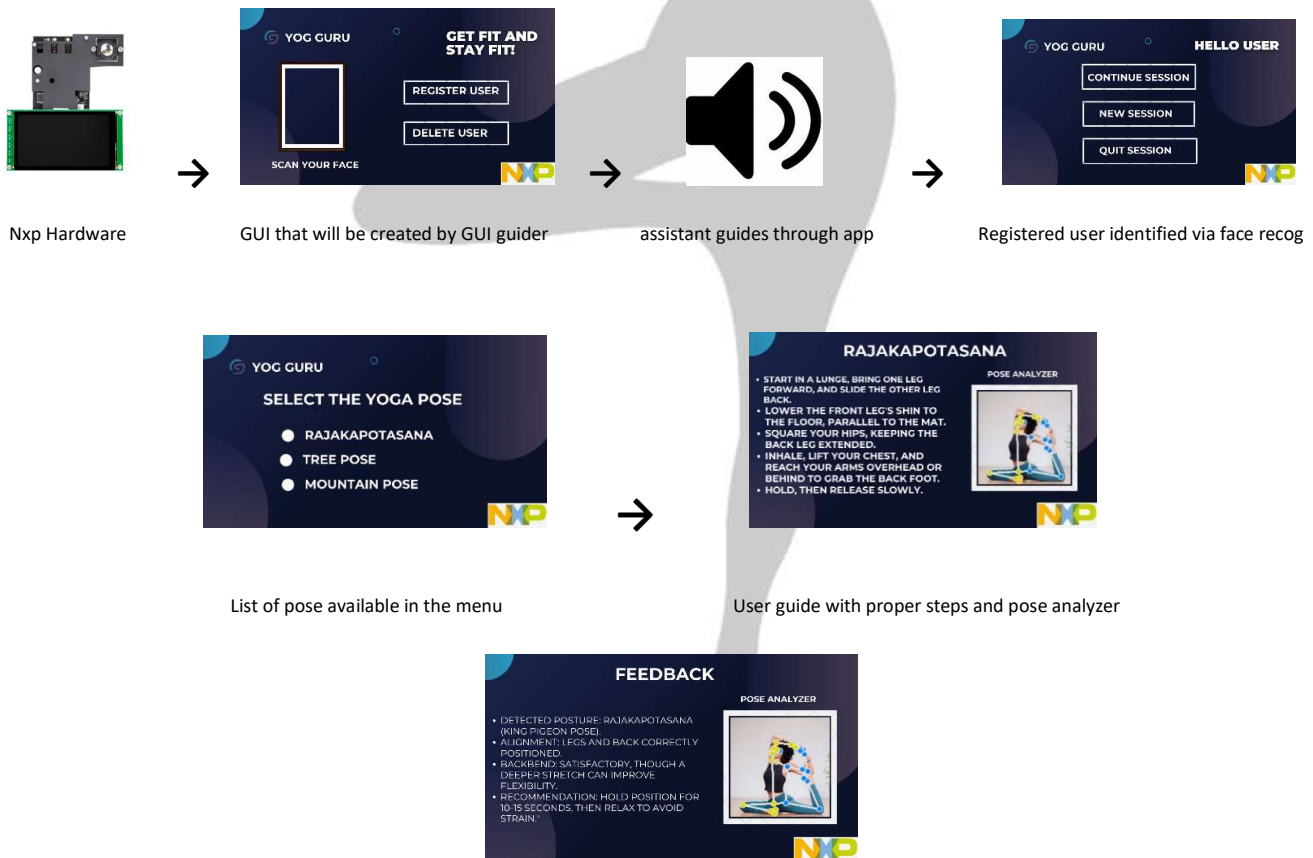 YOG GURU
GET FIT AND
STAY FIT!
REGISTER USER
DELETE USER
SCAN YOUR FACE
NXP
YOG GURU
HELLO USER
CONTINUE SESSION
NEW SESSION
QUIT SESSION
NXP
Nxp Hardware
GUI that will be created by GUI guider
assistant guides through app
Registered user identified via face recog
YOG GURU
SELECT THE YOGA POSE
RAJAKAPOTASANA
TREE POSE
MOUNTAIN POSE
NXP
RAJAKAPOTASANA
• START IN A LUNGE, BRING ONE LEG
FORWARD, AND SLIDE THE OTHER LEG
BACK.
• LOWER THE FRONT LEG'S SHIN TO
THE FLOOR, PARALLEL TO THE MAT.
• SQUARE YOUR HIPS, KEEPING THE
BACK LEG EXTENDED.
• INHALE, LIFT YOUR CHEST, AND
REACH YOUR ARMS OVERHEAD OR
BEHIND TO GRAB THE BACK FOOT.
• HOLD, THEN RELEASE SLOWLY.
POSE ANALYZER
NXP
List of pose available in the menu
User guide with proper steps and pose analyzer
FEEDBACK
POSE ANALYZER
• DETECTED POSTURE: RAJAKAPOTASANA
(KING PIGEON POSE).
• ALIGNMENT: LEGS AND BACK CORRECTLY
POSITIONED.
• BACKBEND: SATISFACTORY, THOUGH A
DEEPER STRETCH CAN IMPROVE
FLEXIBILITY.
• RECOMMENDATION: HOLD POSITION FOR
10-15 SECONDS, THEN RELAX TO AVOID
STRAIN."
NXP